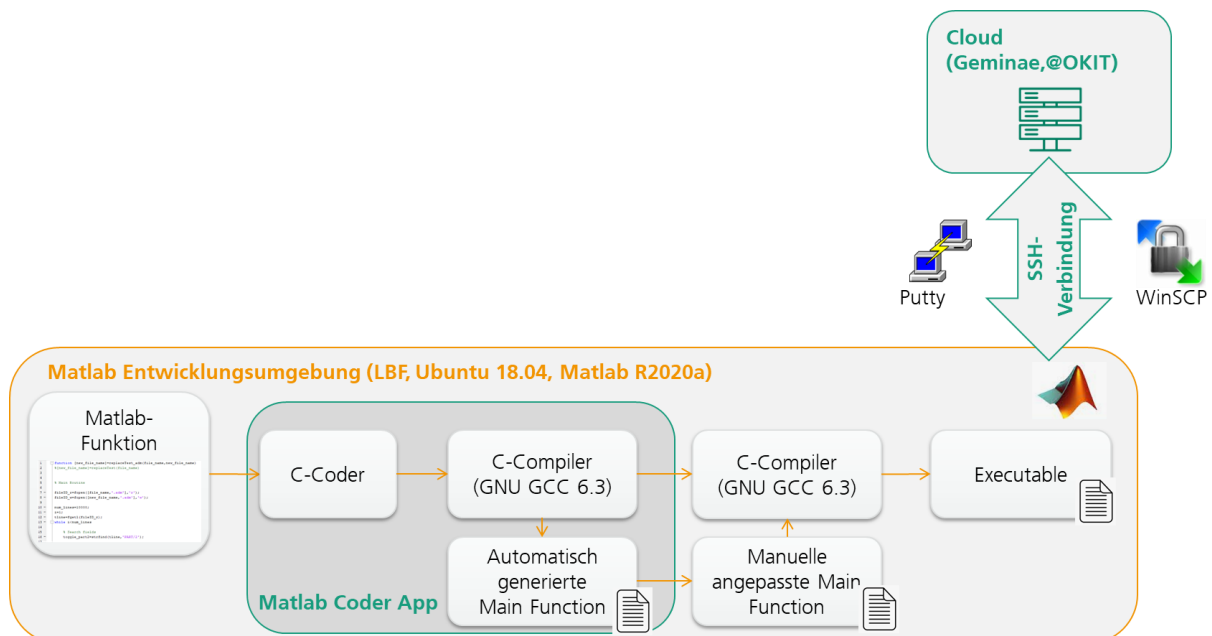 Cloud
(Geminae,@OKIT)
SSH-
Verbindung
Putty
WinSCP
Matlab Entwicklungsumgebung (LBF, Ubuntu 18.04, Matlab R2020a)
Matlab-
Funktion
C-Coder
C-Compiler
(GNU GCC 6.3)
C-Compiler
(GNU GCC 6.3)
Executable
Automatisch
generierte
Main Function
Manuelle
angepasste Main
Function
Matlab Coder App